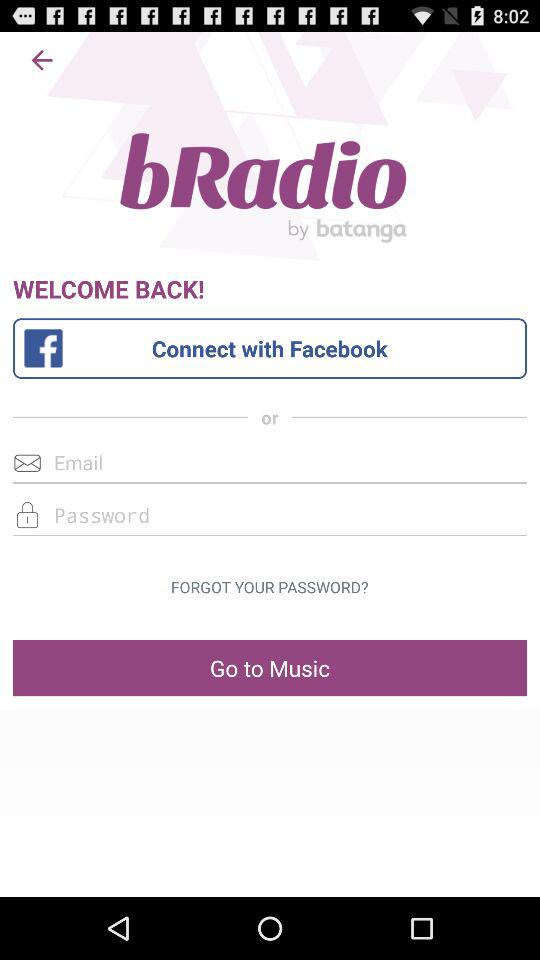 8:02
bRadio
by batanga
WELCOME BACK!
Connect with Facebook
or
Email
Password
FORGOT YOUR PASSWORD?
Go to Music